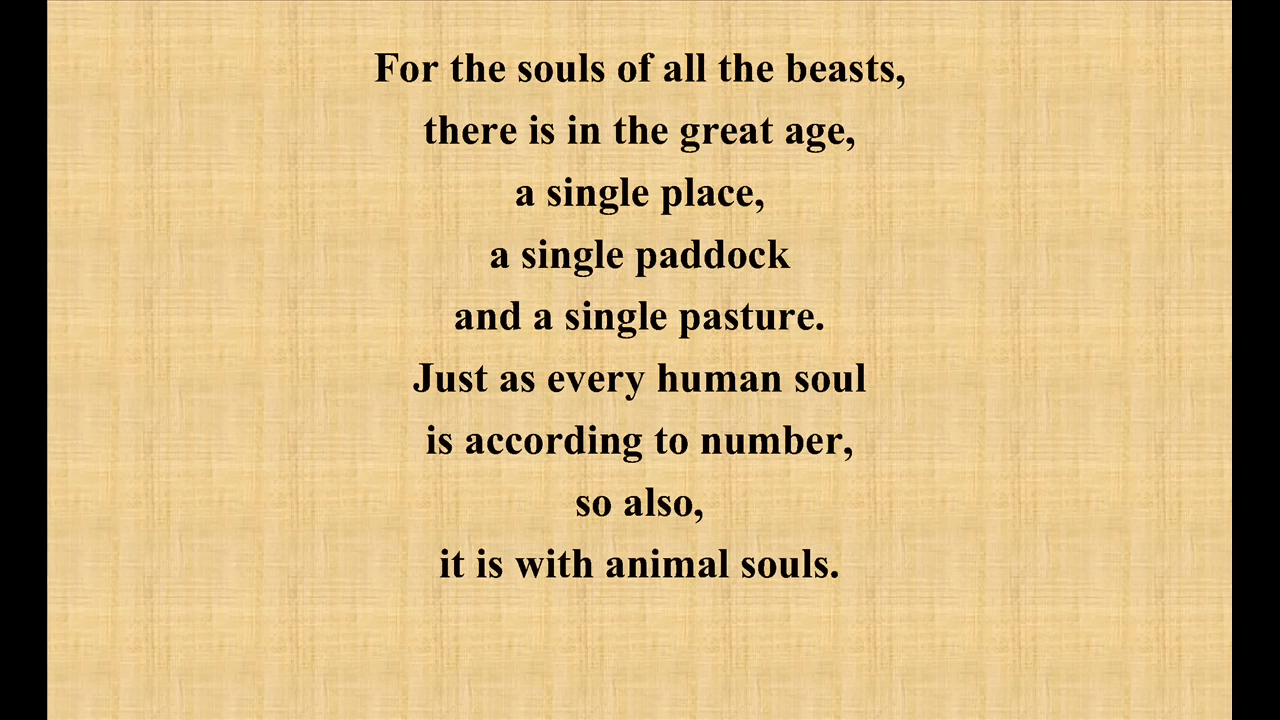 For the souls of all the beasts,
there is in the great age,
a single place,
a single paddock
and a single pasture.
Just as every human soul
is according to number,
so also,
it is with animal souls.